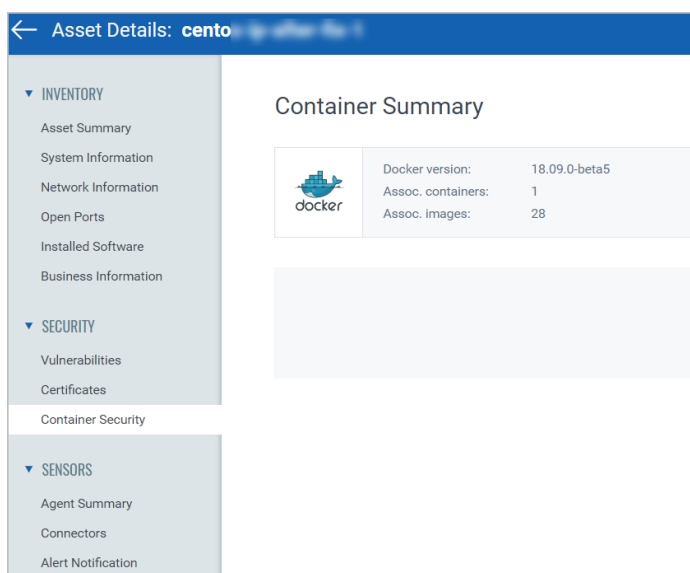 Asset Details: cento
INVENTORY
Asset Summary
System Information
Network Information
Open Ports
Installed Software
Business Information
SECURITY
Vulnerabilities
Certificates
Container Security
SENSORS
Agent Summary
Connectors
Alert Notification
Container Summary
docker
Docker version: 18.09.0-beta5
Assoc. containers: 1
Assoc. images: 28